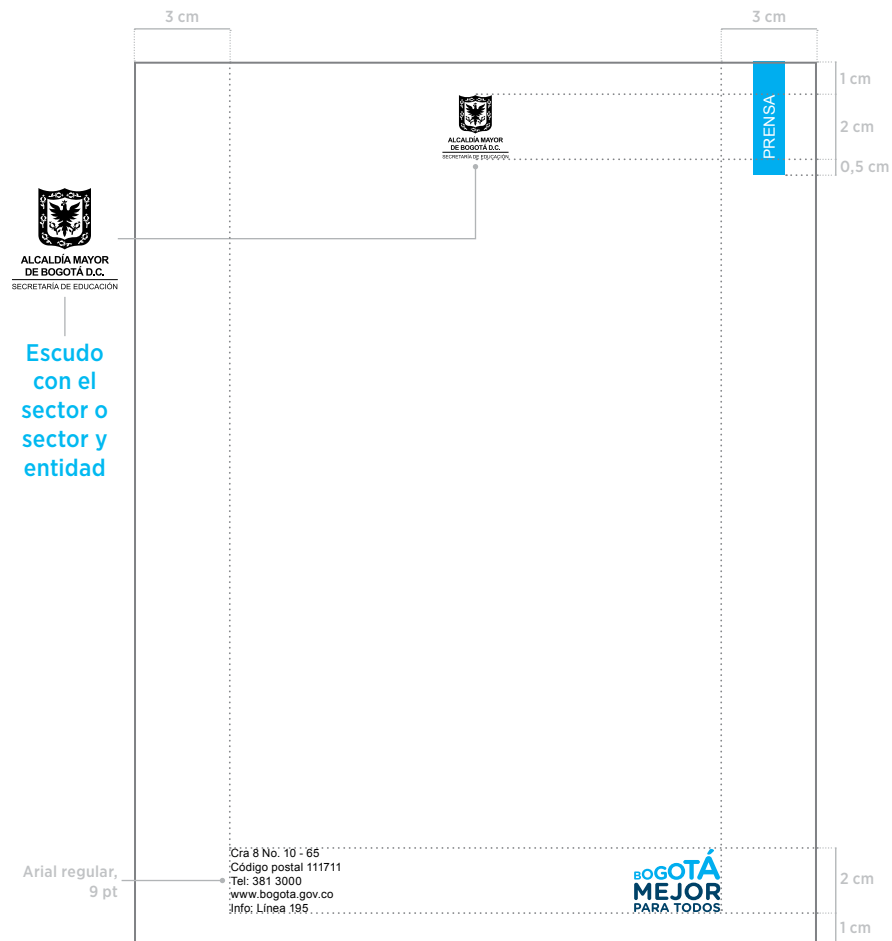 3 cm
3 cm
1 cm
2 cm
0,5 cm
PRENSA
ALCALDÍA MAYOR
DE BOGOTÁ D.C.
SECRETARÍA DE EDUCACIÓN
ALCALDÍA MAYOR
DE BOGOTÁ D.C.
SECRETARÍA DE EDUCACIÓN
Escudo
con el
sector o
sector y
entidad
Arial regular,
9 pt
Cra 8 No. 10 - 65
Código postal 111711
Tel: 381 3000
www.bogota.gov.co
Info: Línea 195
BOGOTÁ
MEJOR
PARA TODOS
2 cm
1 cm